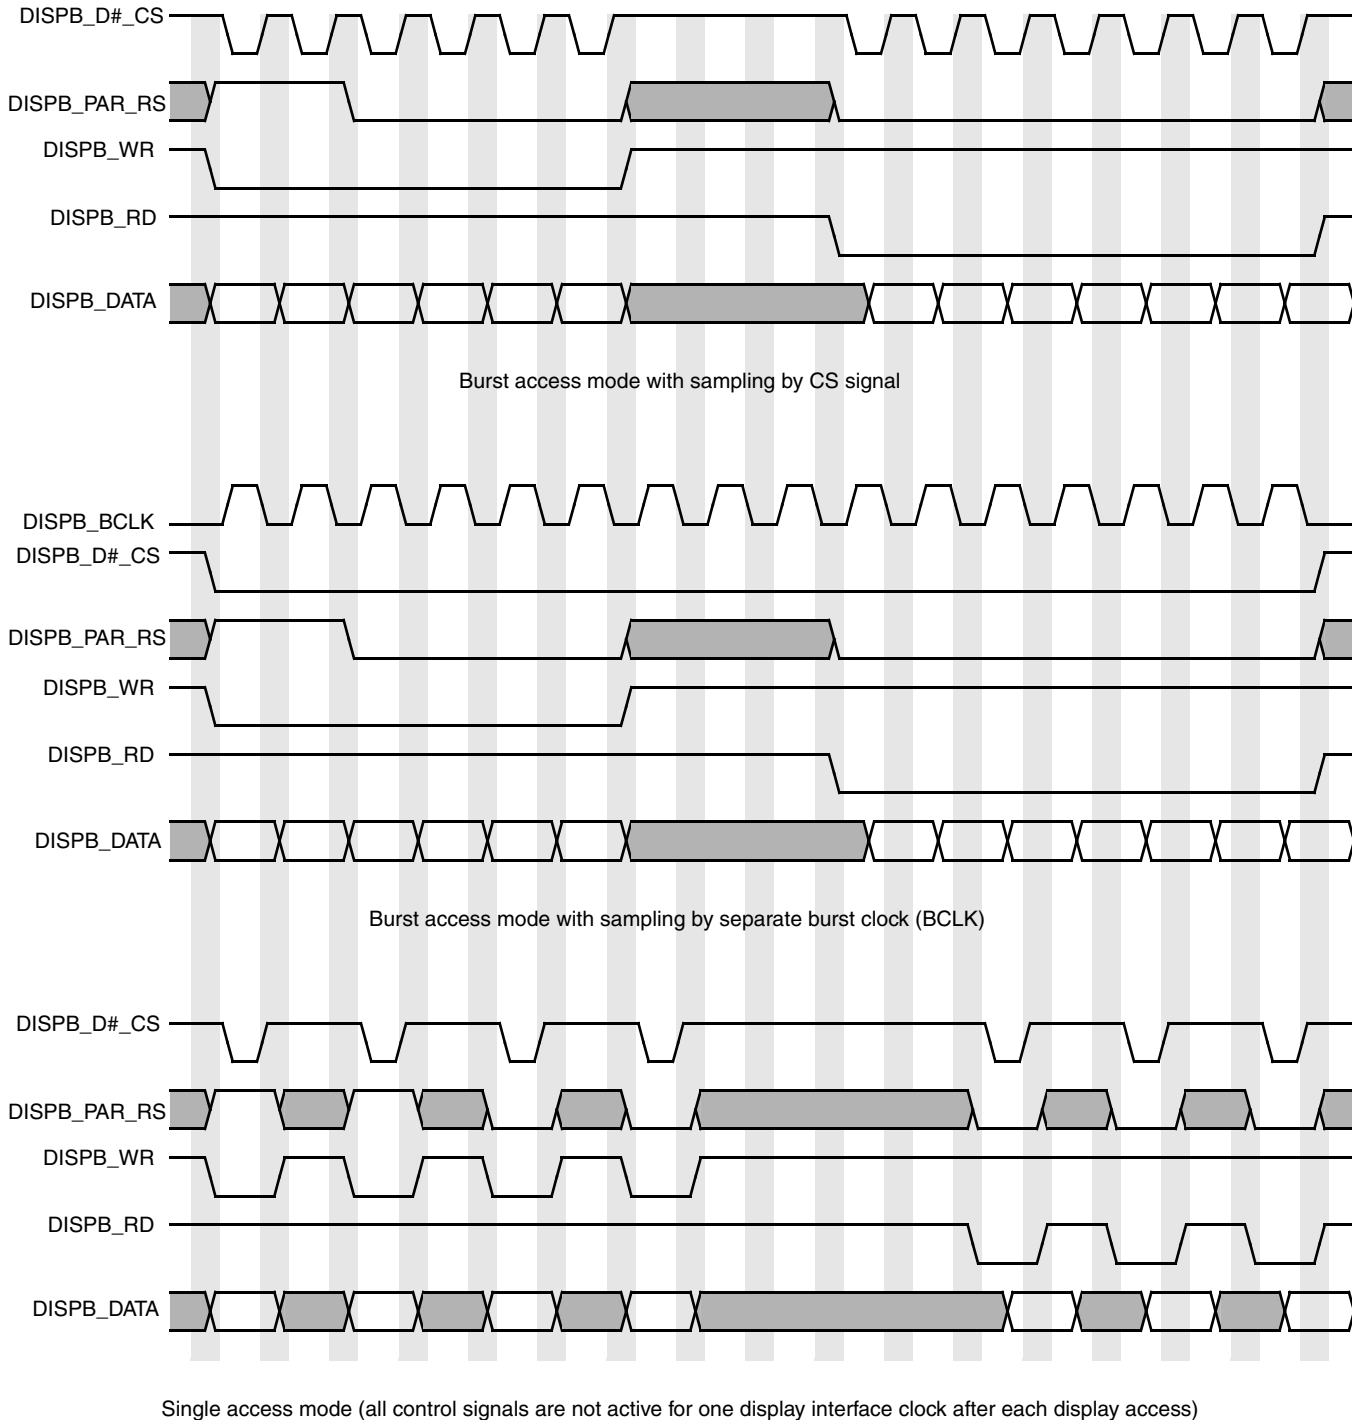 DISPB_D#_CS
DISPB_PAR_RS
DISPB_WR
DISPB_RD
DISPB_DATA
Burst access mode with sampling by CS signal
DISPB_BCLK
DISPB_D#_CS
DISPB_PAR_RS
DISPB_WR
DISPB_RD
DISPB_DATA
Burst access mode with sampling by separate burst clock (BCLK)
DISPB_D#_CS
DISPB_PAR_RS
DISPB_WR
DISPB_RD
DISPB_DATA
Single access mode (all control signals are not active for one display interface clock after each display access)